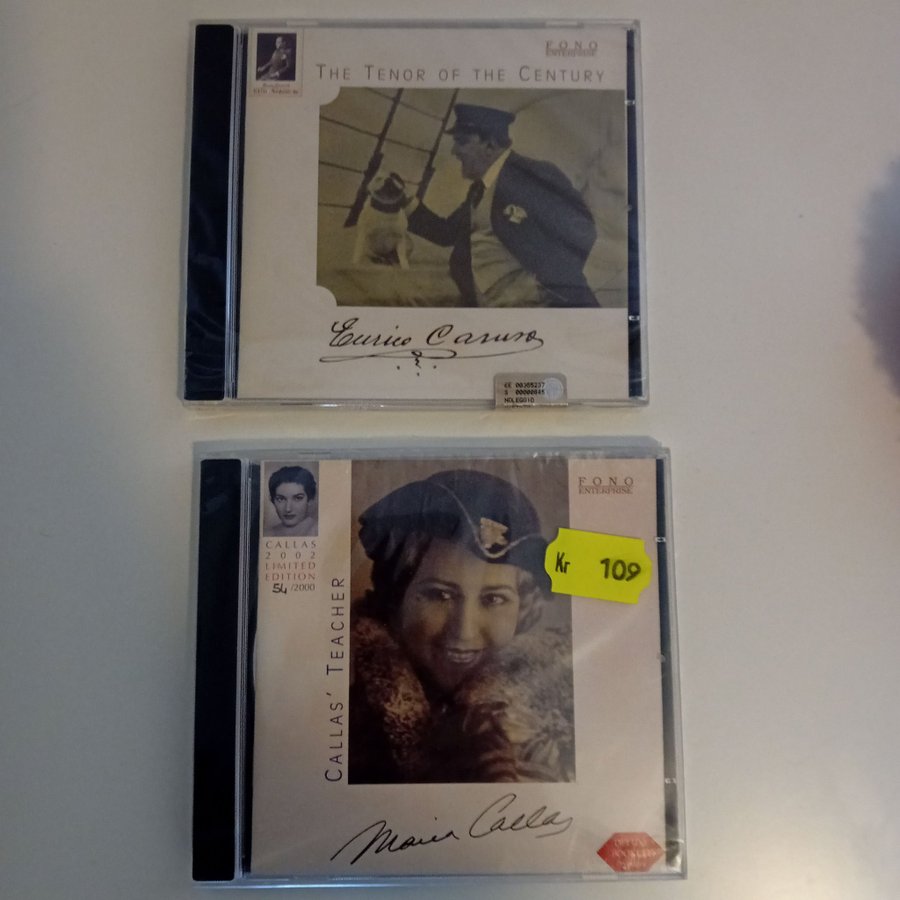 FONO
ENTERPRISE
THE TENOR OF THE CENTURY
Enrico Caruso
NOLEGGIO
FONO
ENTERPRISE
CALLAS
2002
LIMITED
EDITION
54/2000
CALLAS' TEACHER
Kr 109
Maria Callas